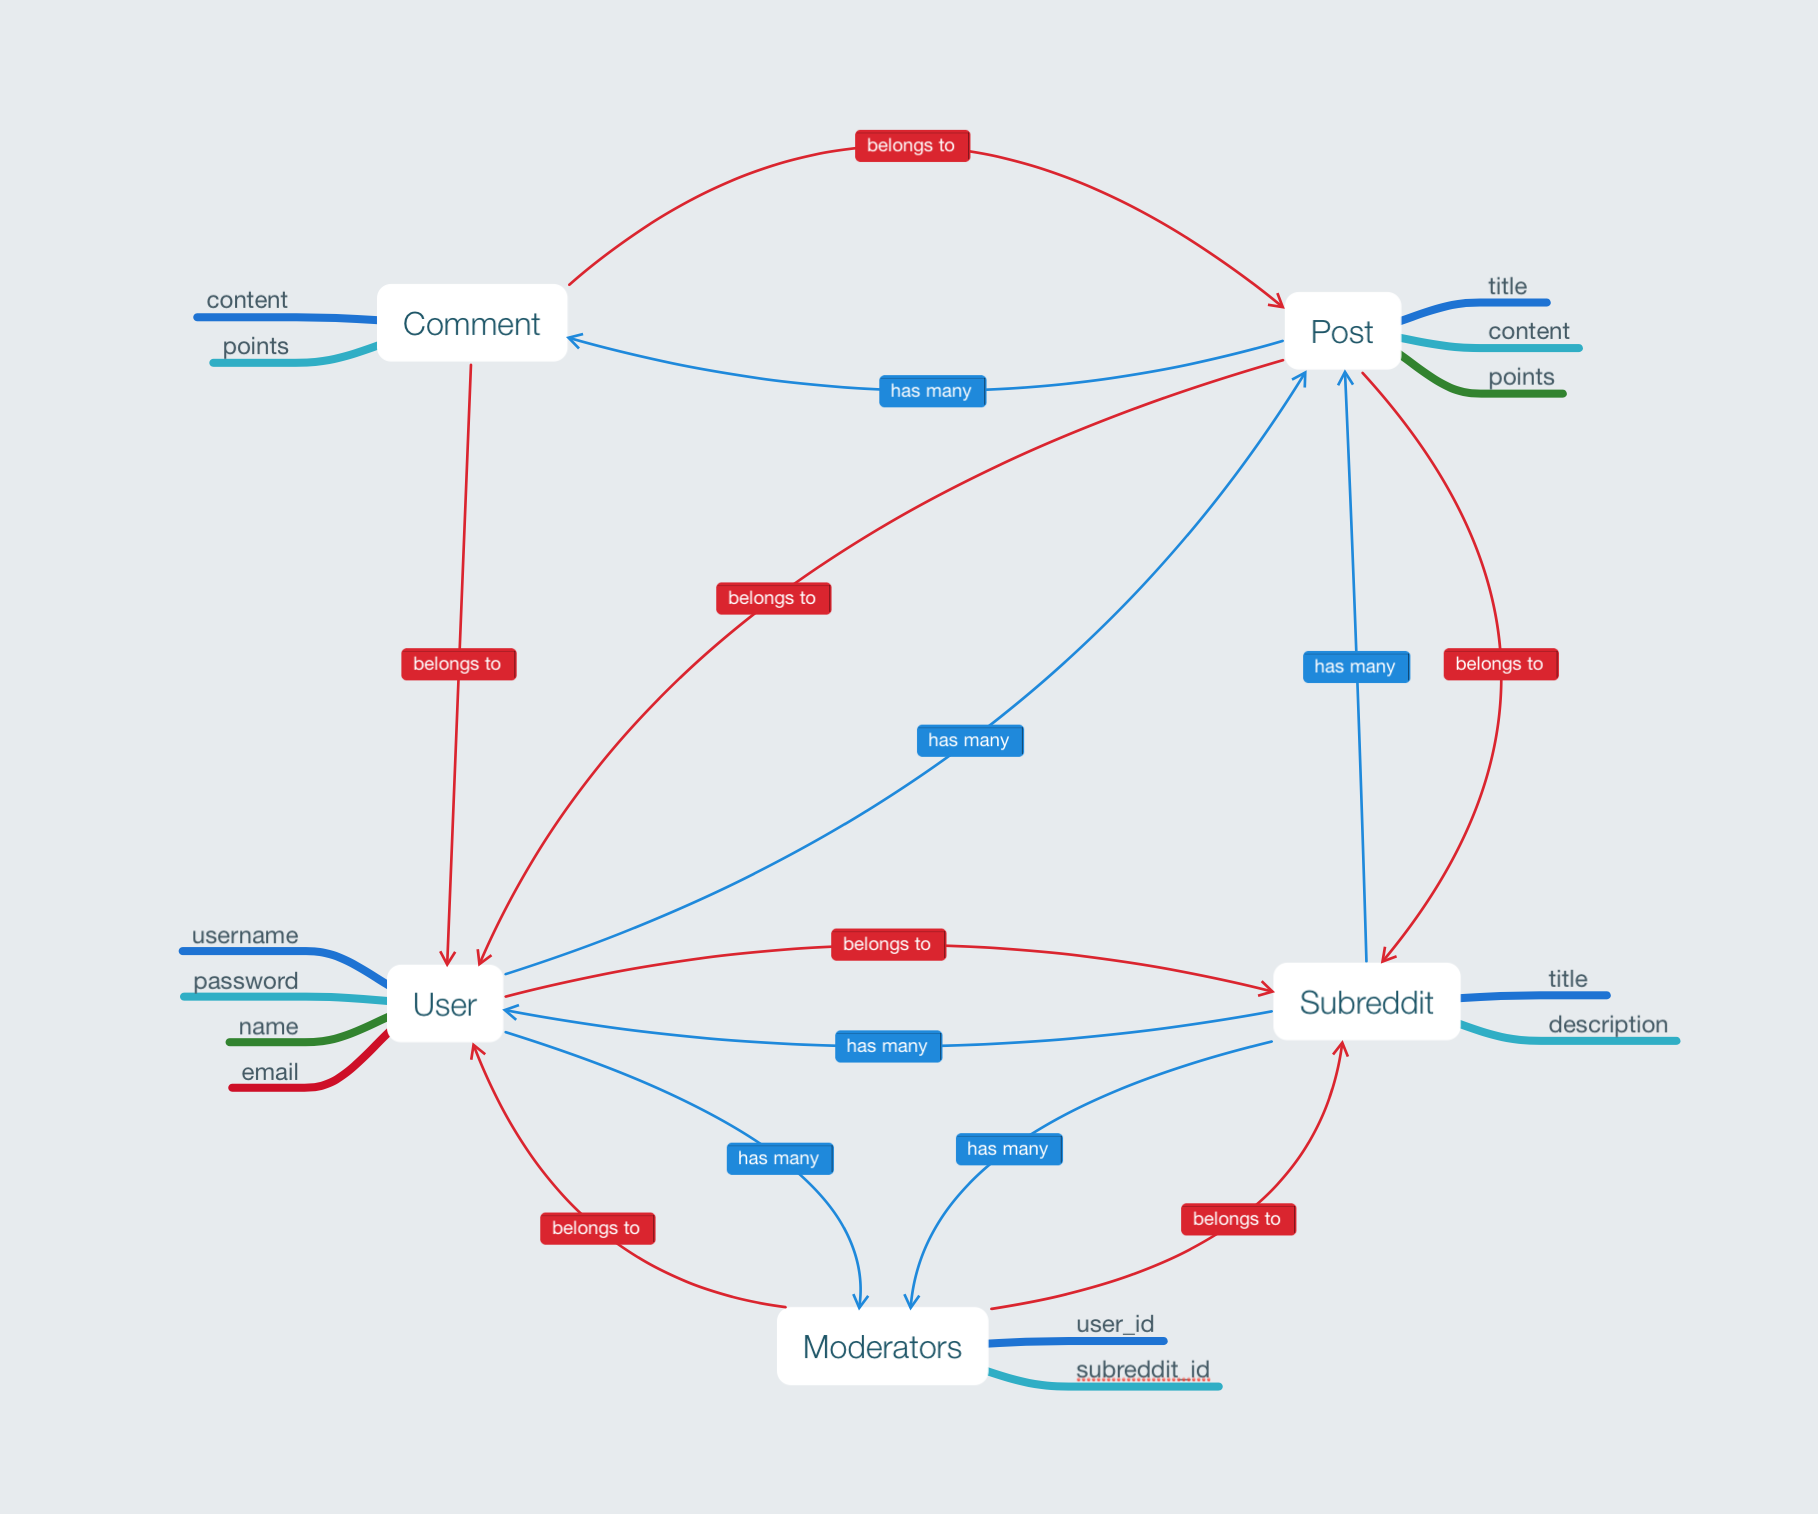 belongs to
content
points
Comment
Post
title
content
points
has many
belongs to
belongs to
has many
belongs to
has many
username
password
name
email
User
belongs to
has many
Subreddit
title
description
has many
has many
belongs to
belongs to
Moderators
user_id
subreddit_id